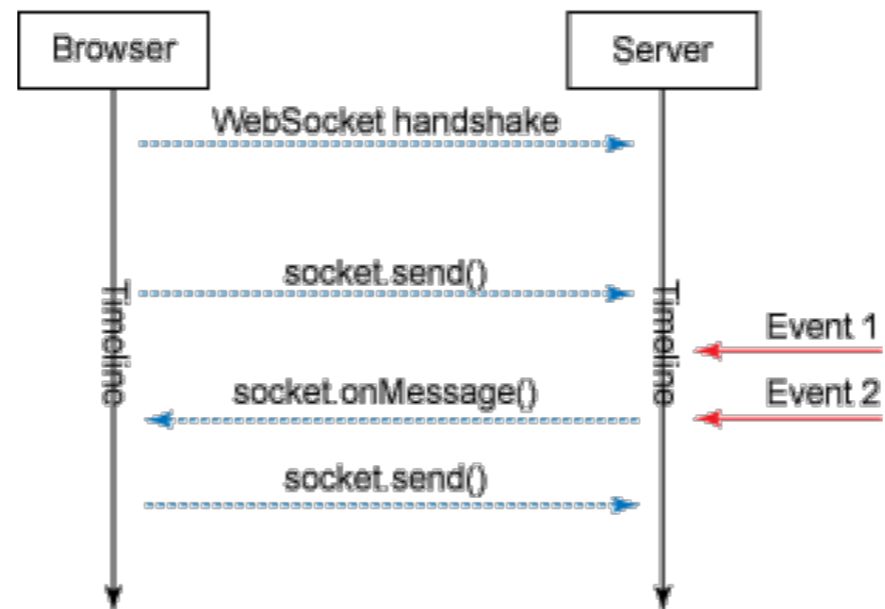 Browser
Server
WebSocket handshake
socket.send()
Timeline
Timeline
Event 1
socket.onMessage()
Event 2
socket.send()